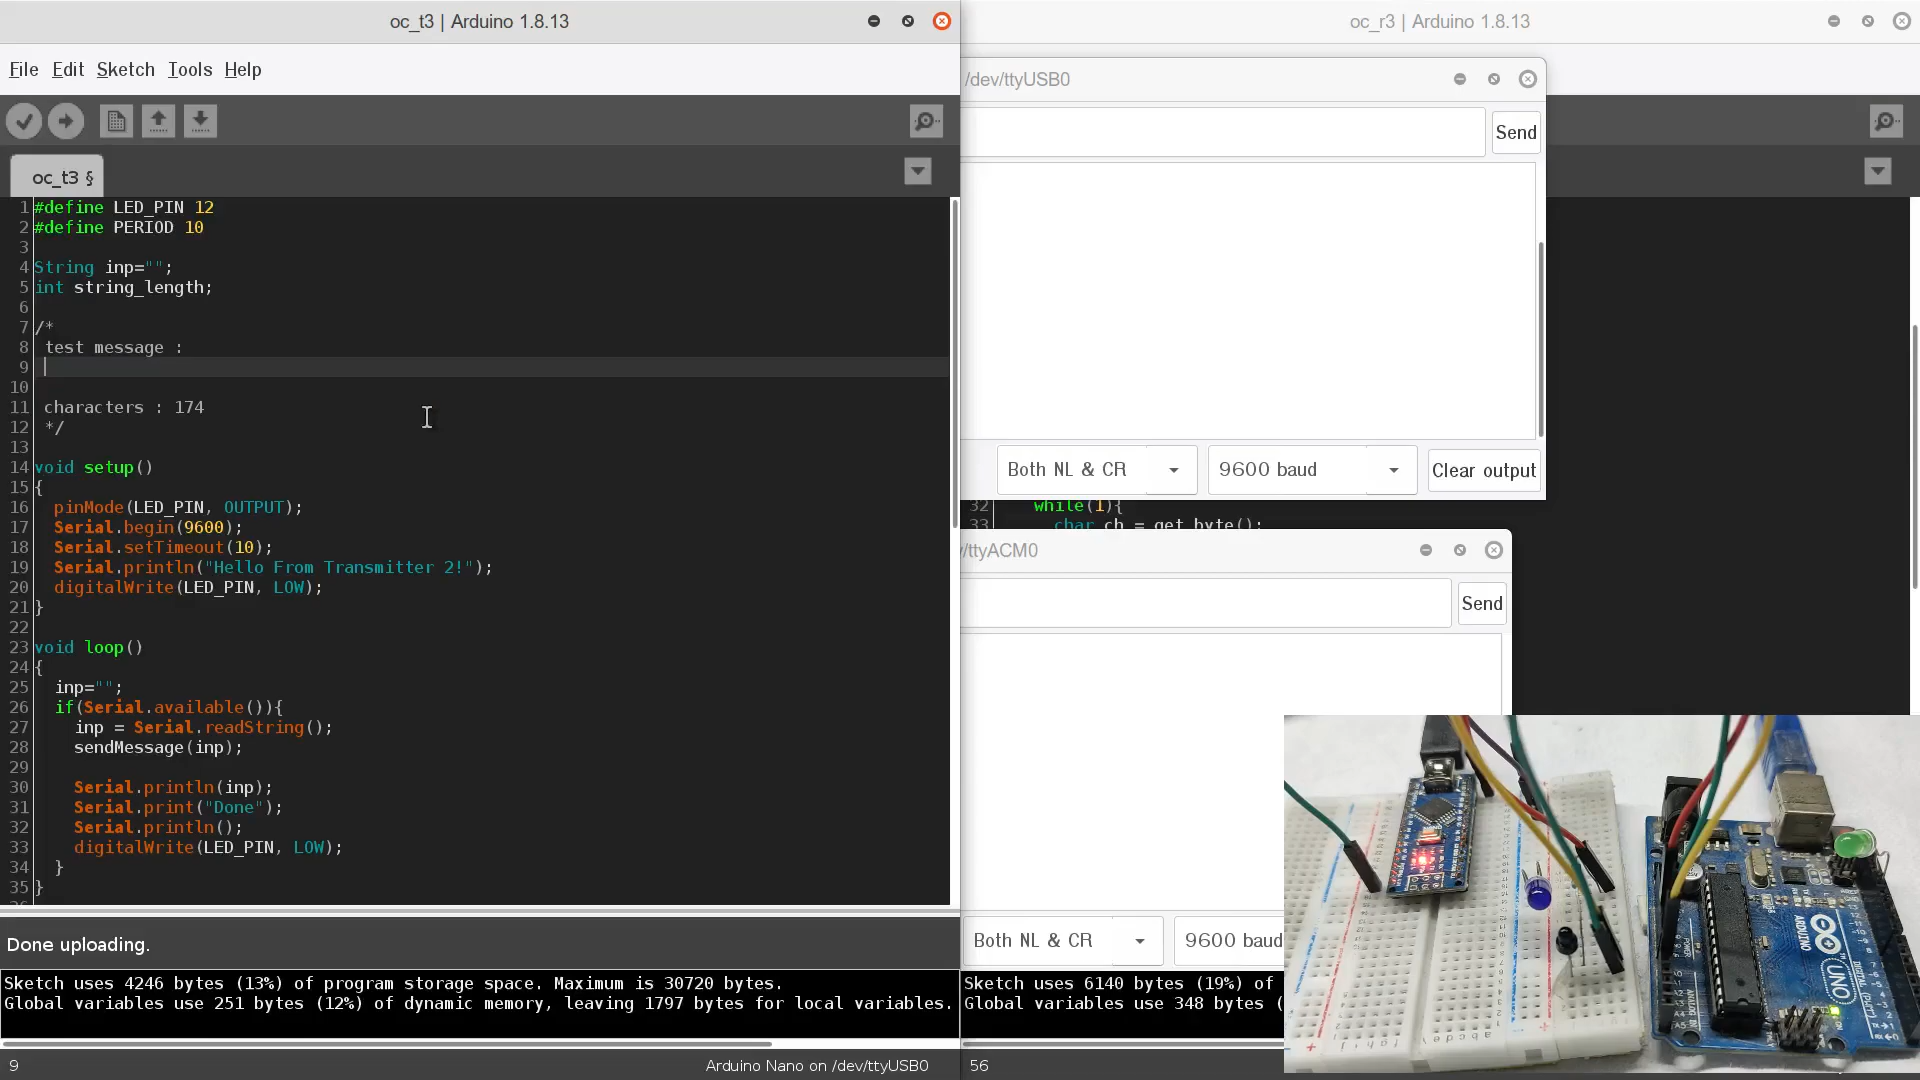 oc_t3 | Arduino 1.8.13
File Edit Sketch Tools Help
oc_t3 §
1 #define LED_PIN 12
2 #define PERIOD 10
3
4 String inp="";
5 int string_length;
6
7 /*
8 test message :
9
10
11 characters : 174
12 */
13
14 void setup()
15 {
16 pinMode(LED_PIN, OUTPUT);
17 Serial.begin(9600);
18 Serial.setTimeout(10);
19 Serial.println("Hello From Transmitter 2!");
20 digitalWrite(LED_PIN, LOW);
21 }
22
23 void loop()
24 {
25 inp="";
26 if(Serial.available()){
27 inp = Serial.readString();
28 sendMessage(inp);
29
30 Serial.println(inp);
31 Serial.print("Done");
32 Serial.println();
33 digitalWrite(LED_PIN, LOW);
34 }
35 }
Done uploading.
Sketch uses 4246 bytes (13%) of program storage space. Maximum is 30720 bytes.
Global variables use 251 bytes (12%) of dynamic memory, leaving 1797 bytes for local variables.
9
Arduino Nano on /dev/ttyUSB0
oc_r3 | Arduino 1.8.13
/dev/ttyUSB0
Send
Both NL & CR
9600 baud
Clear output
32 while(1){
33 char ch = get_byte();
/ttyACM0
Send
Both NL & CR
9600 baud
Sketch uses 6140 bytes (19%) of
Global variables use 348 bytes (
56
ARDUINO
UNO